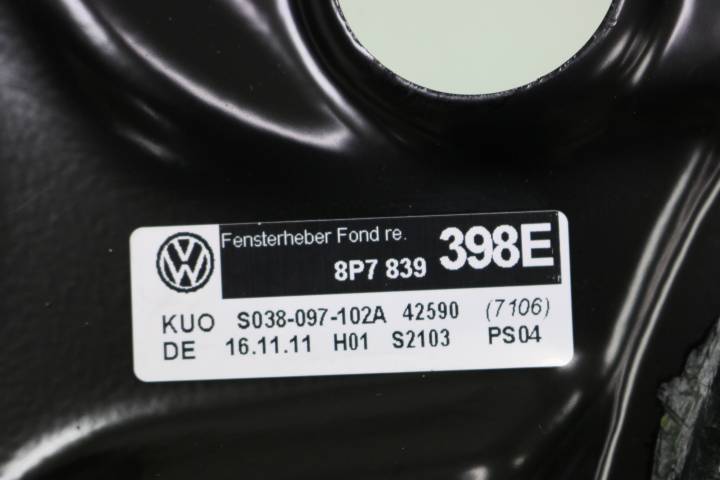 Fensterheber Fond re.
8P7 839 398E
KUO S038-097-102A 42590 (7106)
DE 16.11.11 H01 S2103 PS04